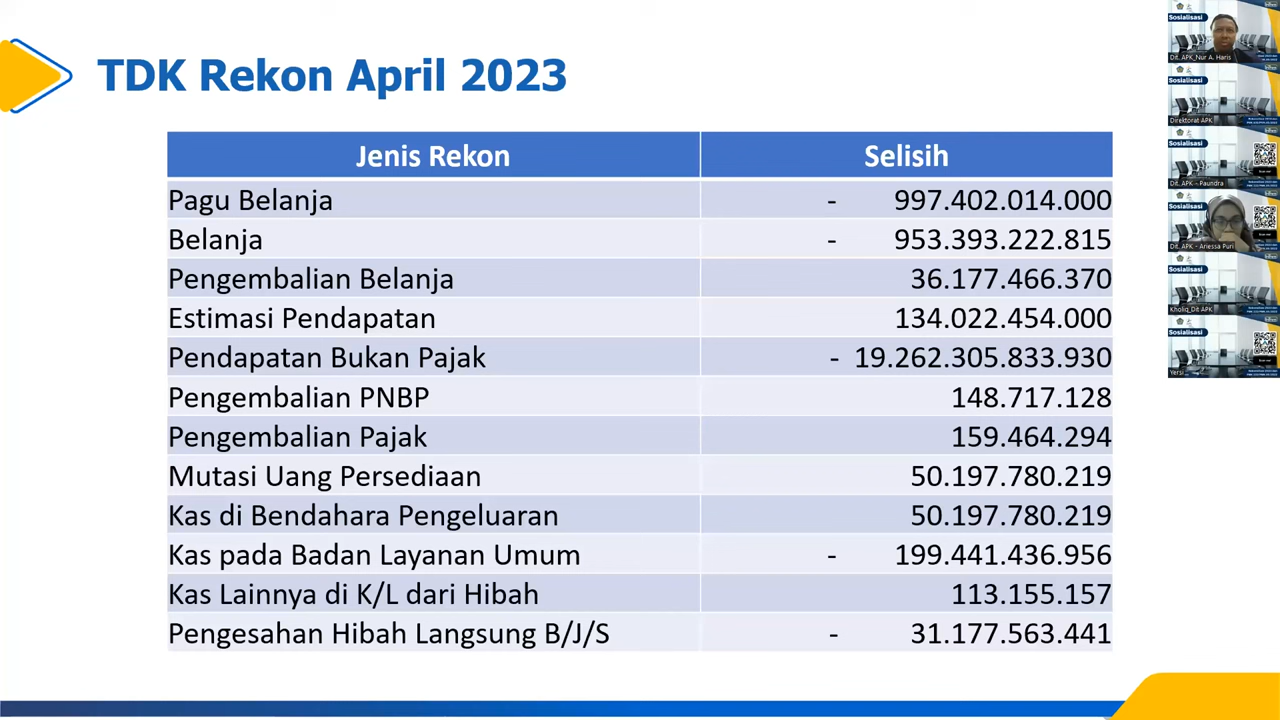 TDK Rekon April 2023
Jenis Rekon Selisih
Pagu Belanja - 997.402.014.000
Belanja - 953.393.222.815
Pengembalian Belanja 36.177.466.370
Estimasi Pendapatan 134.022.454.000
Pendapatan Bukan Pajak - 19.262.305.833.930
Pengembalian PNBP 148.717.128
Pengembalian Pajak 159.464.294
Mutasi Uang Persediaan 50.197.780.219
Kas di Bendahara Pengeluaran 50.197.780.219
Kas pada Badan Layanan Umum - 199.441.436.956
Kas Lainnya di K/L dari Hibah 113.155.157
Pengesahan Hibah Langsung B/J/S - 31.177.563.441
Sosialisasi
Dit. APK_Nur A. Haris
Sosialisasi
Direktorat APK
Sosialisasi
Dit. APK - Paundra
Sosialisasi
Dit. APK - Ariessa Puri
Sosialisasi
Kholiq_Dit APK
Sosialisasi
Yersi